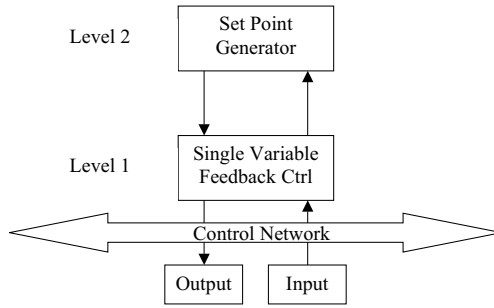 Level 2
Set Point
Generator
Level 1
Single Variable
Feedback Ctrl
Control Network
Output
Input